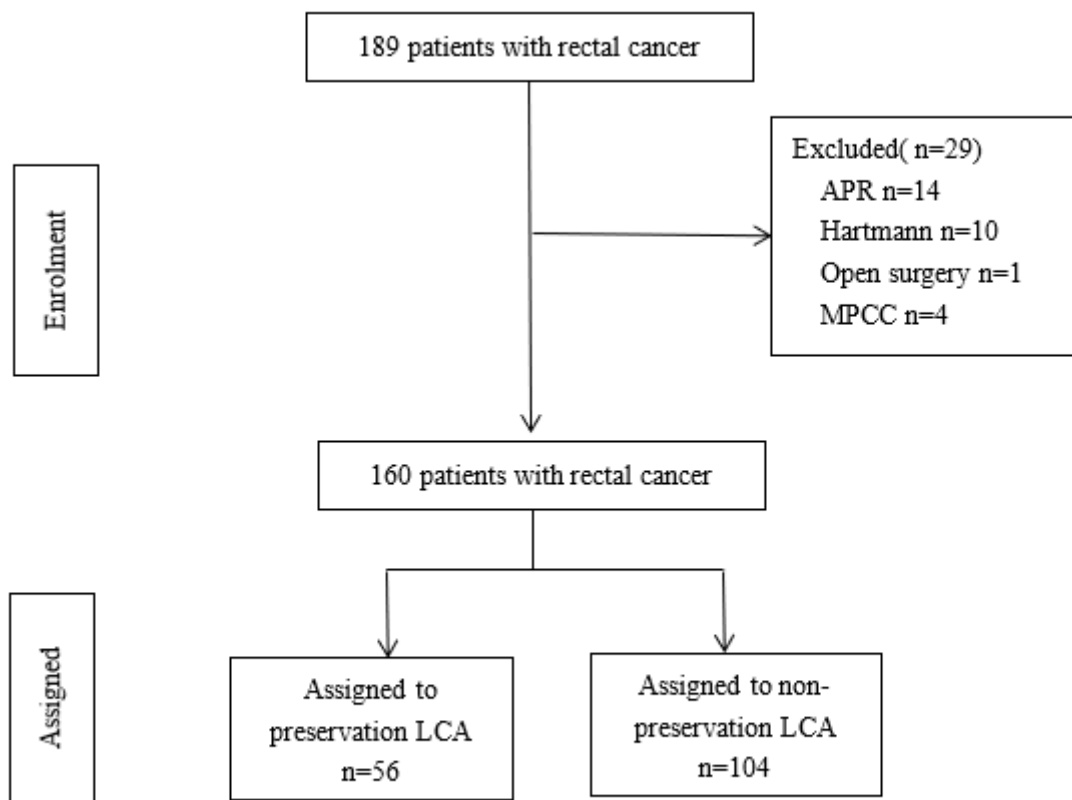 189 patients with rectal cancer
Excluded( n=29)
APR n=14
Hartmann n=10
Open surgery n=1
MPCC n=4
Enrolment
160 patients with rectal cancer
Assigned
Assigned to
preservation LCA
n=56
Assigned to non-
preservation LCA
n=104